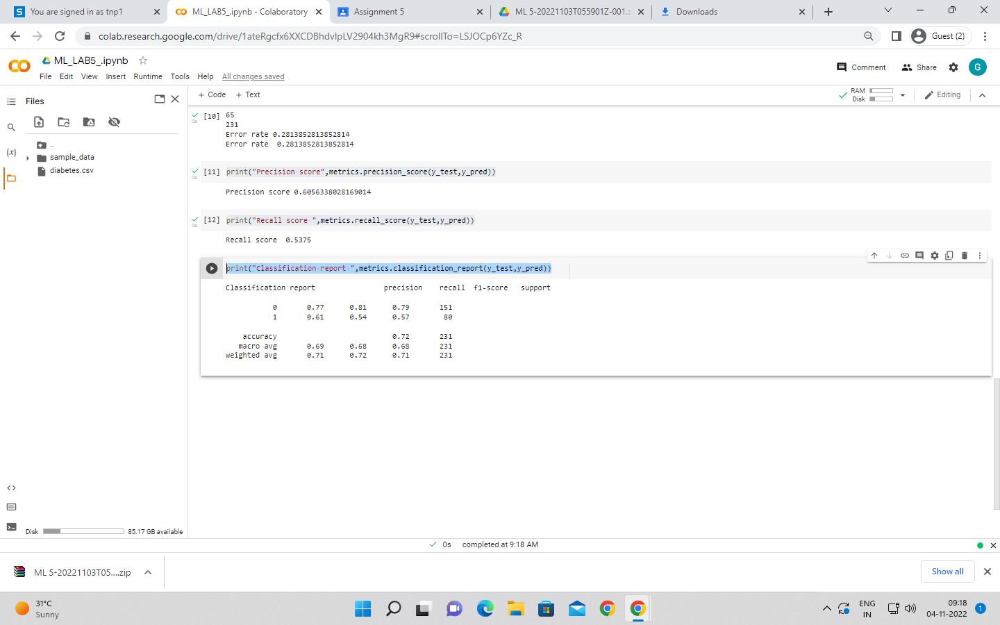 You are signed in as tnp1
ML_LAB5_.ipynb - Colaboratory
Assignment 5
ML 5-20221103T055901Z-001.z
Downloads
colab.research.google.com/drive/1ateRgcfx6XXCDBhdvlpLV2904kh3MgR9#scrollTo=LSJOCp6YZc_R
Guest (2)
ML_LAB5_.ipynb
File Edit View Insert Runtime Tools Help All changes saved
Comment
Share
G
Files
+ Code + Text
RAM
Disk
Editing
..
sample_data
diabetes.csv
{x}
[10] 65
0s
231
Error rate 0.2813852813852814
Error rate  0.2813852813852814
[11] print("Precision score",metrics.precision_score(y_test,y_pred))
0s
Precision score 0.6056338028169014
[12] print("Recall score ",metrics.recall_score(y_test,y_pred))
0s
Recall score  0.5375
print("Classification report ",metrics.classification_report(y_test,y_pred))
Classification report                precision    recall  f1-score   support
0       0.77      0.81      0.79       151
1       0.61      0.54      0.57        80
accuracy                           0.72       231
macro avg       0.69      0.68      0.68       231
weighted avg       0.71      0.72      0.71       231
Disk
85.17 GB available
0s completed at 9:18 AM
ML 5-20221103T05....zip
Show all
31°C
Sunny
ENG
IN
09:18
04-11-2022
1